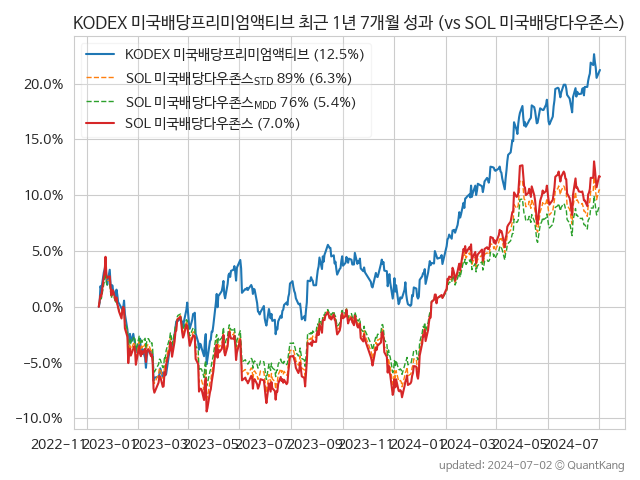 KODEX 미국배당프리미엄액티브 최근 1년 7개월 성과 (vs SOL 미국배당다우존스)
KODEX 미국배당프리미엄액티브 (12.5%)
SOL 미국배당다우존스STD 89% (6.3%)
SOL 미국배당다우존스MDD 76% (5.4%)
SOL 미국배당다우존스 (7.0%)
20.0%
15.0%
10.0%
5.0%
0.0%
−5.0%
−10.0%
2022-11 2023-01 2023-03 2023-05 2023-07 2023-09 2023-11 2024-01 2024-03 2024-05 2024-07
updated: 2024-07-02 © QuantKang